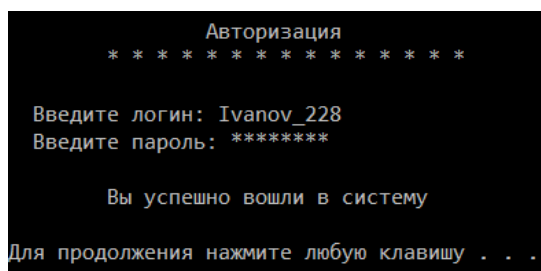 Авторизация
* * * * * * * * * * * * * * *
Введите логин: Ivanov_228
Введите пароль: ********
Вы успешно вошли в систему
Для продолжения нажмите любую клавишу . . .